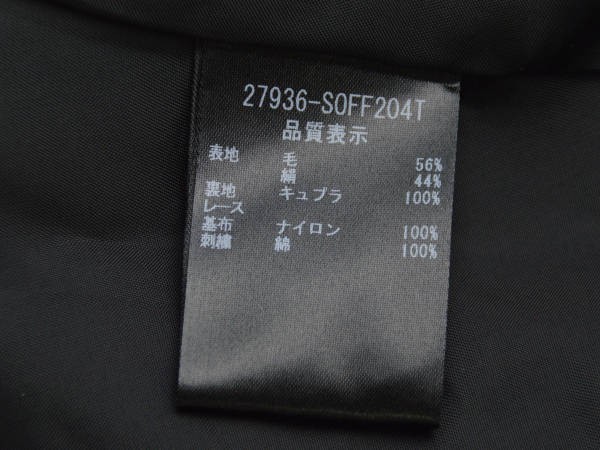 27936-SOFF204T
品質表示
表地 毛 56%
絹 44%
裏地 キュプラ 100%
レース
基布 ナイロン 100%
刺繍 綿 100%